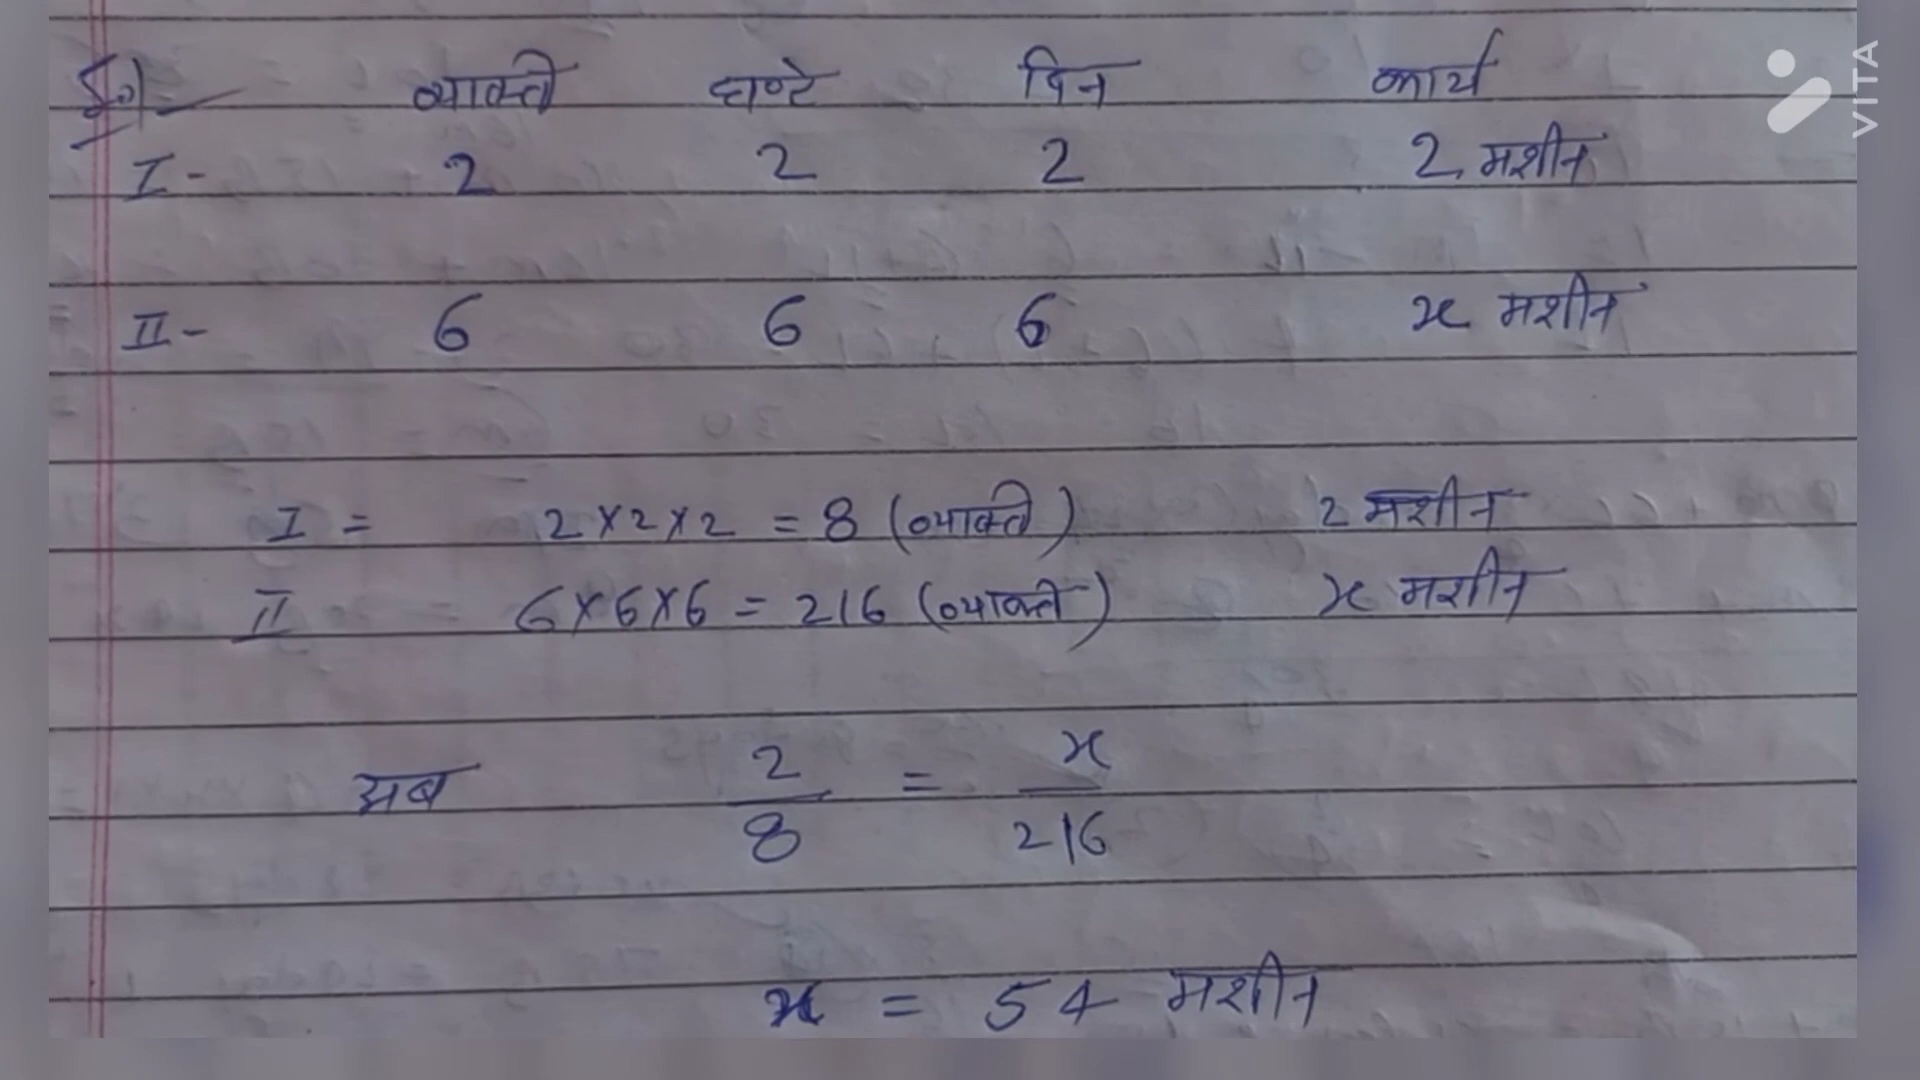 व्यक्ति घण्टे दिन कार्य
I - 2 2 2 2 मशीन
II - 6 6 6 x मशीन
I = 2 × 2 × 2 = 8 (व्यक्ति) 2 मशीन
II 6 × 6 × 6 = 216 (व्यक्ति) x मशीन
अब 2/8 = x/216
x = 54 मशीन
VITA